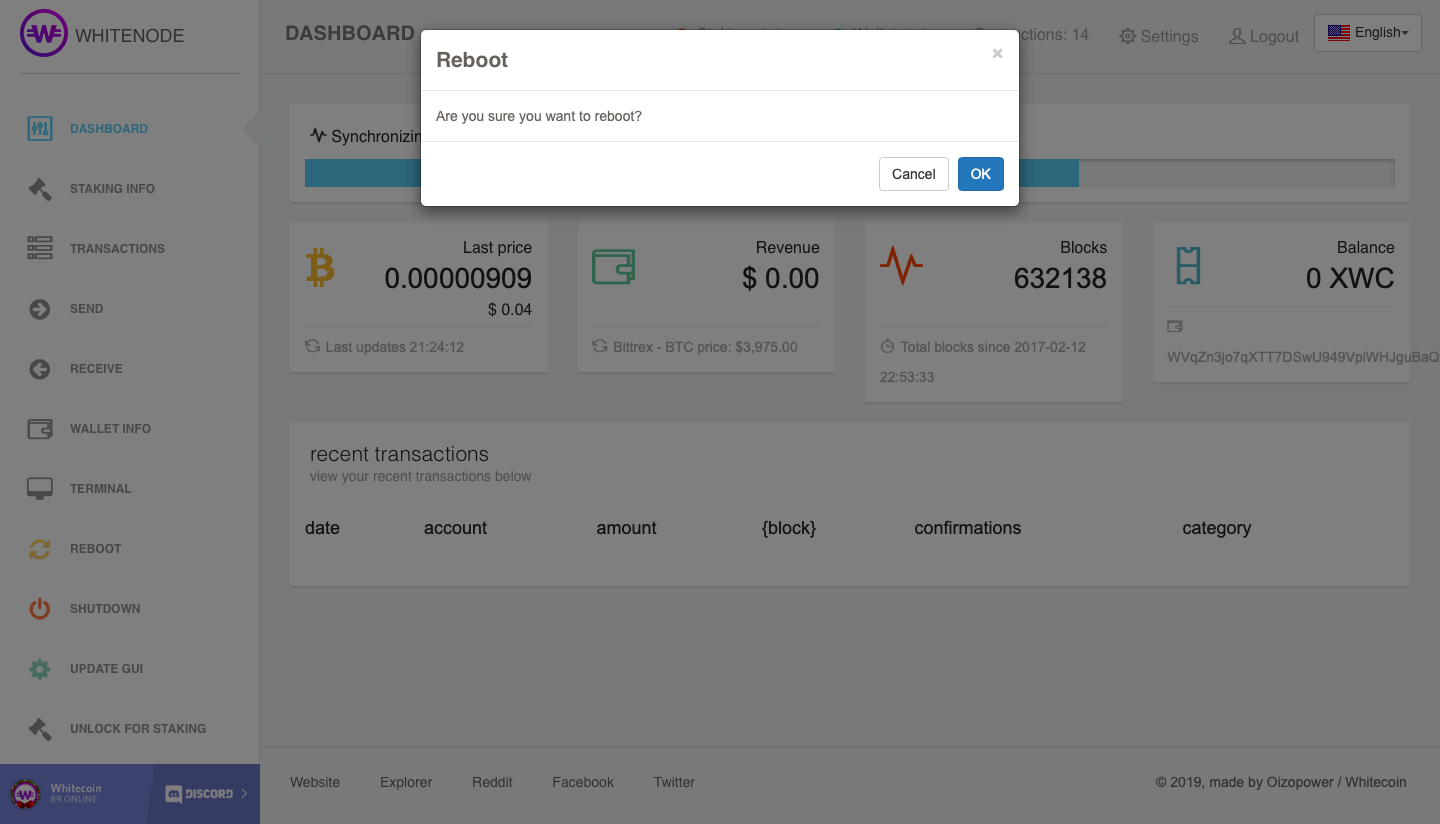 WHITENODE
DASHBOARD
ctions: 14
Settings
Logout
English
Reboot
×
Are you sure you want to reboot?
Cancel
OK
DASHBOARD
STAKING INFO
TRANSACTIONS
SEND
RECEIVE
WALLET INFO
TERMINAL
REBOOT
SHUTDOWN
UPDATE GUI
UNLOCK FOR STAKING
Whitecoin
89 ONLINE
DISCORD
Synchronizin
Last price
0.00000909
$ 0.04
Last updates 21:24:12
Revenue
$ 0.00
Bittrex - BTC price: $3,975.00
Blocks
632138
Total blocks since 2017-02-12
22:53:33
Balance
0 XWC
recent transactions
view your recent transactions below
date account amount {block} confirmations category
Website Explorer Reddit Facebook Twitter
© 2019, made by Oizopower / Whitecoin